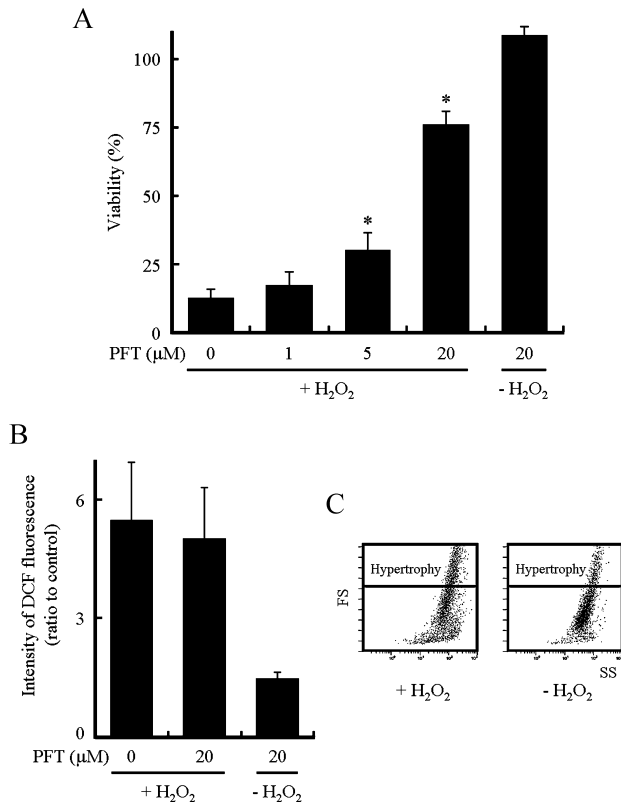 A
Viability (%)
100
75
50
25
0
*
*
PFT (μM) 0 1 5 20 20
+ H₂O₂ - H₂O₂
B
Intensity of DCF fluorescence
(ratio to control)
6
3
0
PFT (μM) 0 20 20
+ H₂O₂ - H₂O₂
C
FS
Hypertrophy Hypertrophy
SS
+ H₂O₂ - H₂O₂